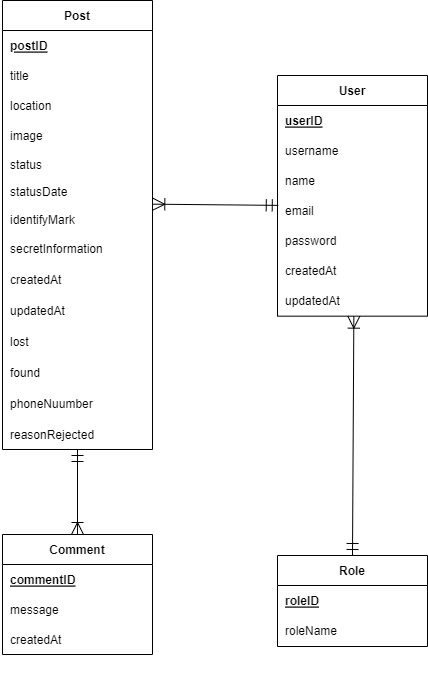 Post
postID
title
location
image
status
statusDate
identifyMark
secretInformation
createdAt
updatedAt
lost
found
phoneNuumber
reasonRejected
User
userID
username
name
email
password
createdAt
updatedAt
Comment
commentID
message
createdAt
Role
roleID
roleName